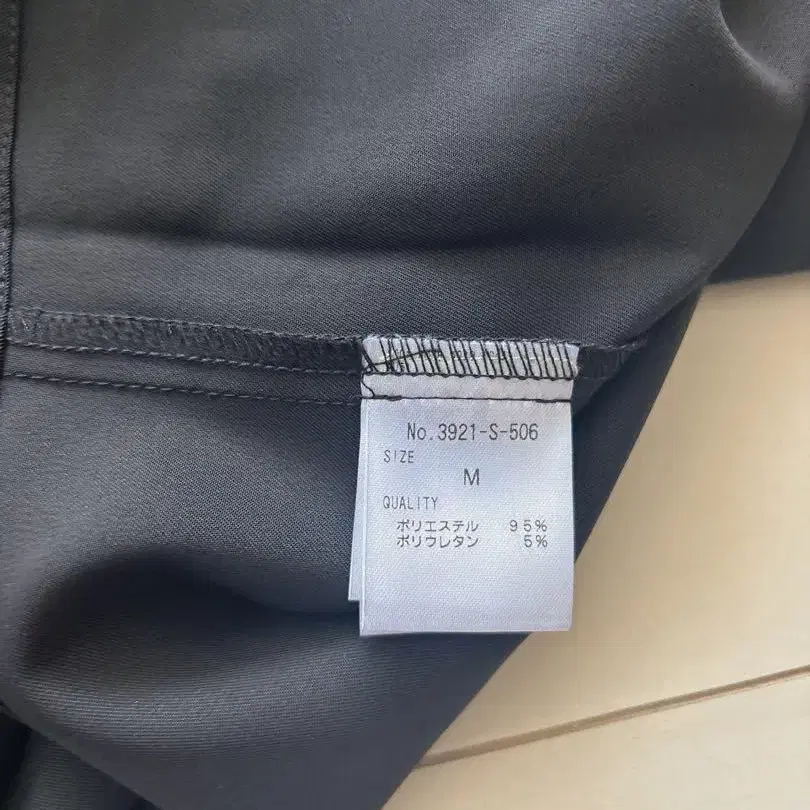 No.3921-S-506
SIZE
M
QUALITY
ポリエステル 95%
ポリウレタン 5%